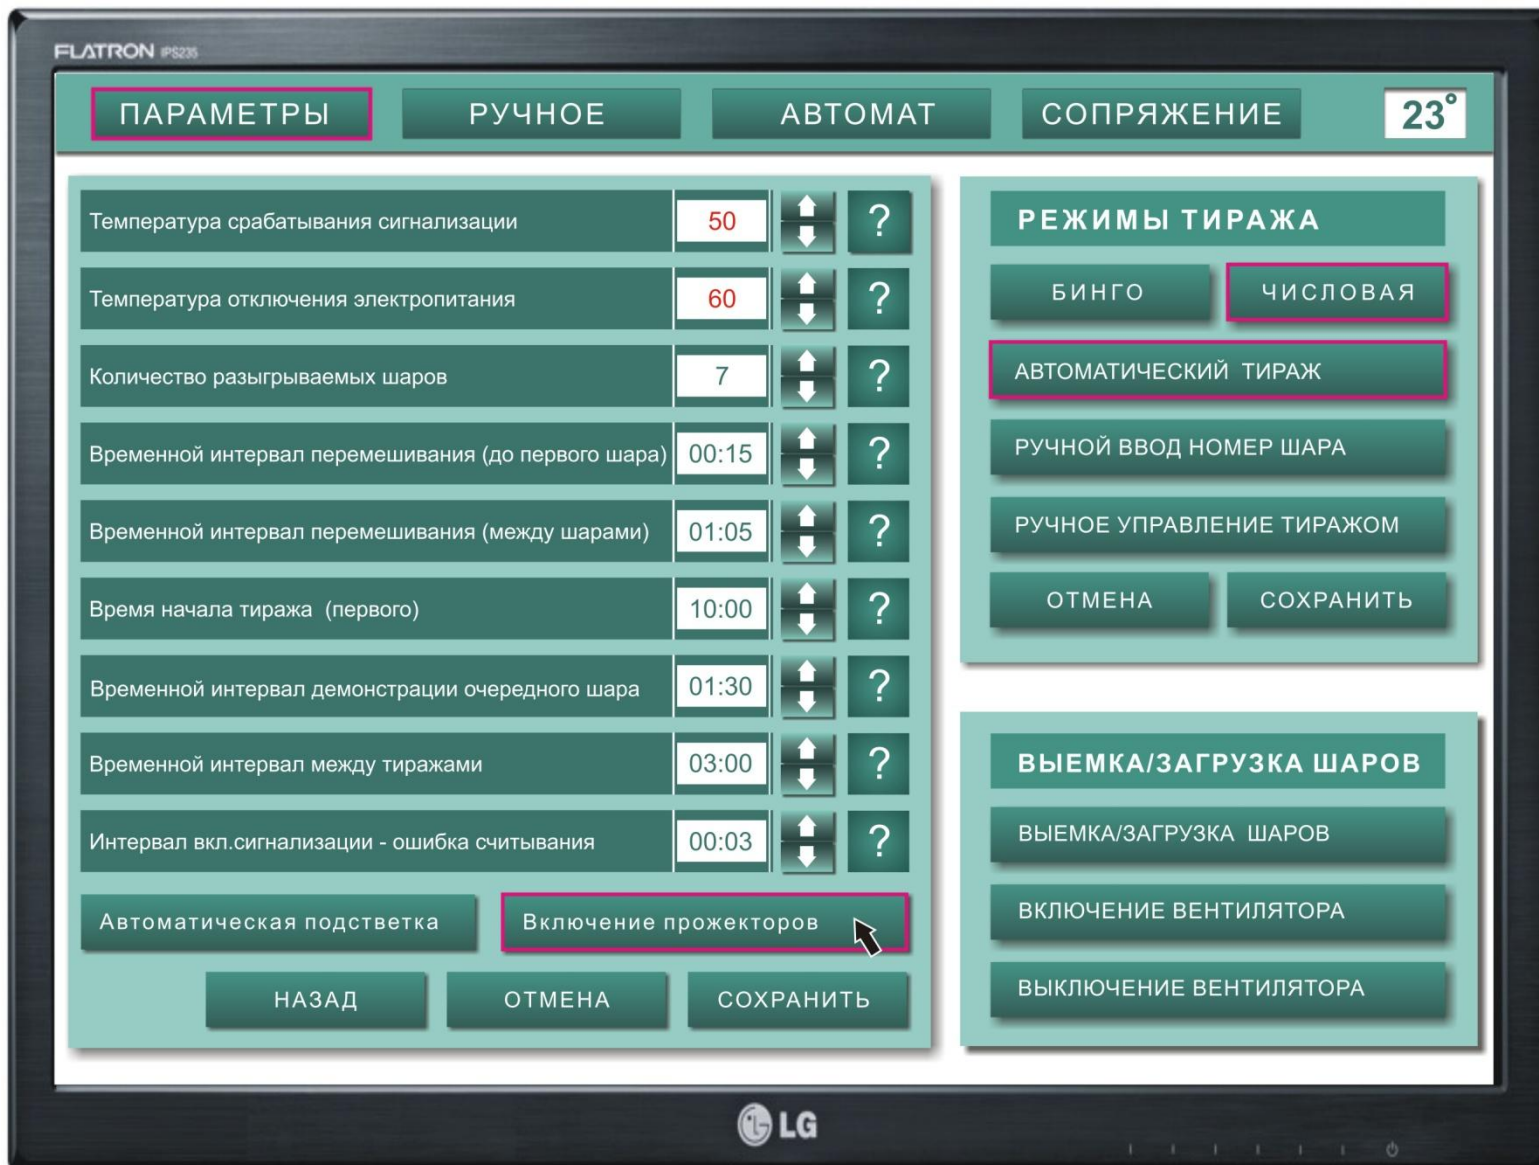 FLATRON IPS235
ПАРАМЕТРЫ РУЧНОЕ АВТОМАТ СОПРЯЖЕНИЕ 23°
Температура срабатывания сигнализации 50 ?
Температура отключения электропитания 60 ?
Количество разыгрываемых шаров 7 ?
Временной интервал перемешивания (до первого шара) 00:15 ?
Временной интервал перемешивания (между шарами) 01:05 ?
Время начала тиража (первого) 10:00 ?
Временной интервал демонстрации очередного шара 01:30 ?
Временной интервал между тиражами 03:00 ?
Интервал вкл.сигнализации - ошибка считывания 00:03 ?
Автоматическая подстветка Включение прожекторов
НАЗАД ОТМЕНА СОХРАНИТЬ
РЕЖИМЫ ТИРАЖА
БИНГО ЧИСЛОВАЯ
АВТОМАТИЧЕСКИЙ ТИРАЖ
РУЧНОЙ ВВОД НОМЕР ШАРА
РУЧНОЕ УПРАВЛЕНИЕ ТИРАЖОМ
ОТМЕНА СОХРАНИТЬ
ВЫЕМКА/ЗАГРУЗКА ШАРОВ
ВЫЕМКА/ЗАГРУЗКА ШАРОВ
ВКЛЮЧЕНИЕ ВЕНТИЛЯТОРА
ВЫКЛЮЧЕНИЕ ВЕНТИЛЯТОРА
LG